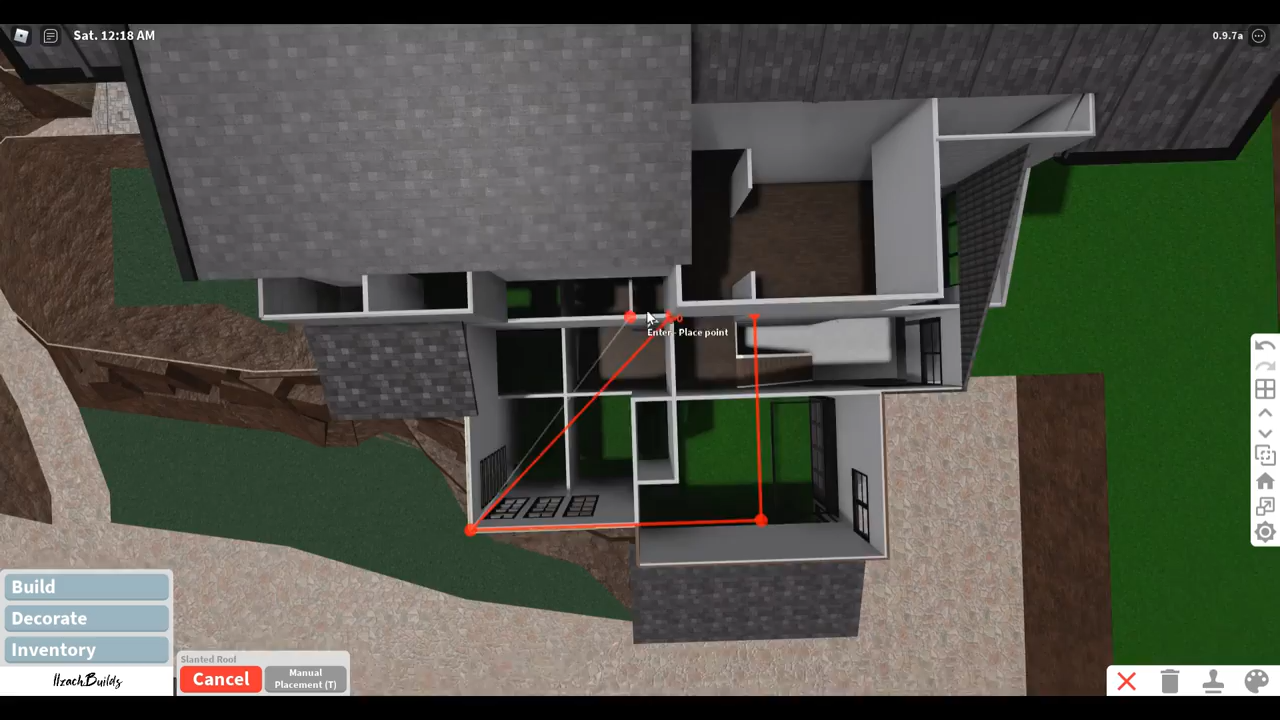 Sat. 12:18 AM
0.9.7a
Enter - Place point
Build
Decorate
Inventory
IIzachBuilds
Slanted Roof
Cancel
Manual
Placement (T)